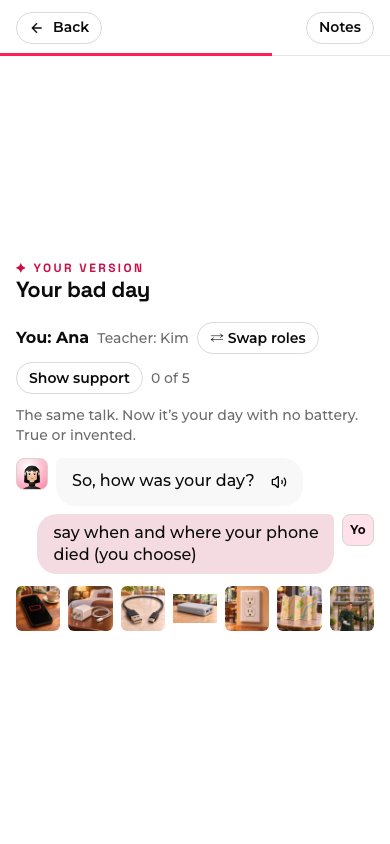 Back
Notes
YOUR VERSION
Your bad day
You: Ana Teacher: Kim Swap roles
Show support 0 of 5
The same talk. Now it's your day with no battery.
True or invented.
So, how was your day?
say when and where your phone
died (you choose)
Yo